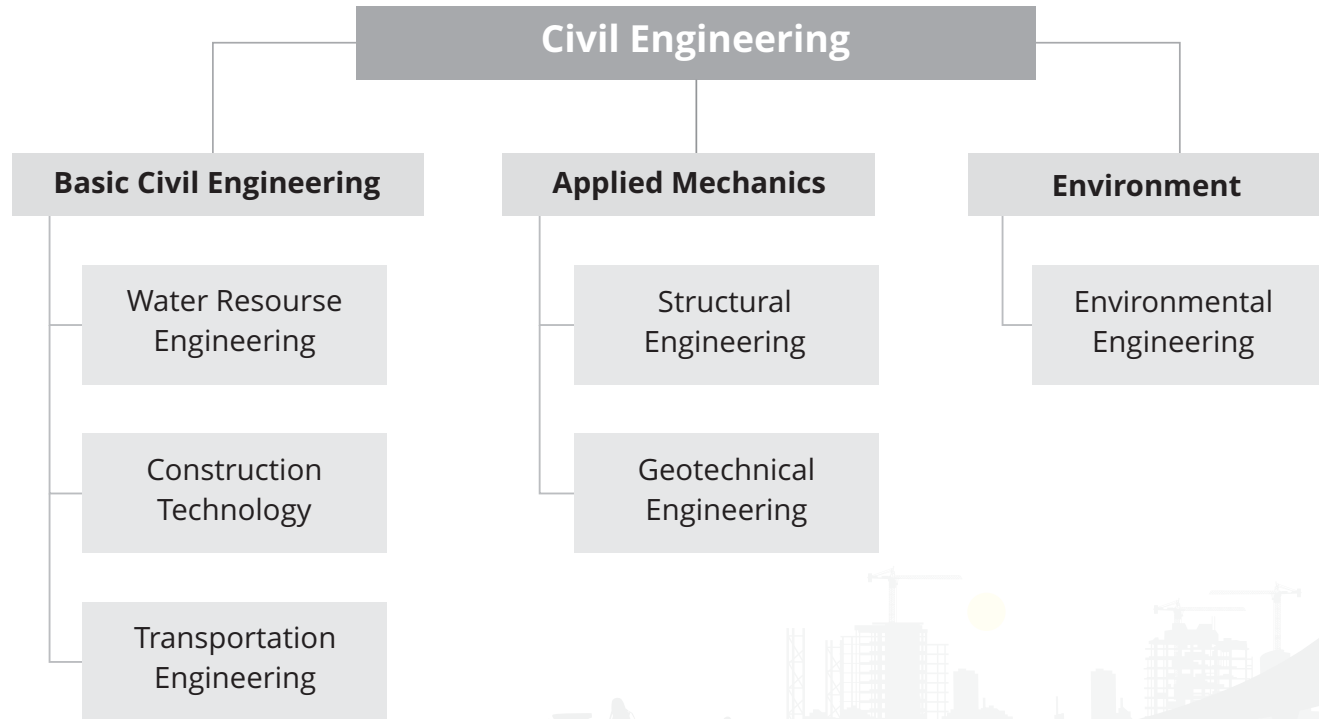 Civil Engineering
Basic Civil Engineering
Water Resourse
Engineering
Construction
Technology
Transportation
Engineering
Applied Mechanics
Structural
Engineering
Geotechnical
Engineering
Environment
Environmental
Engineering